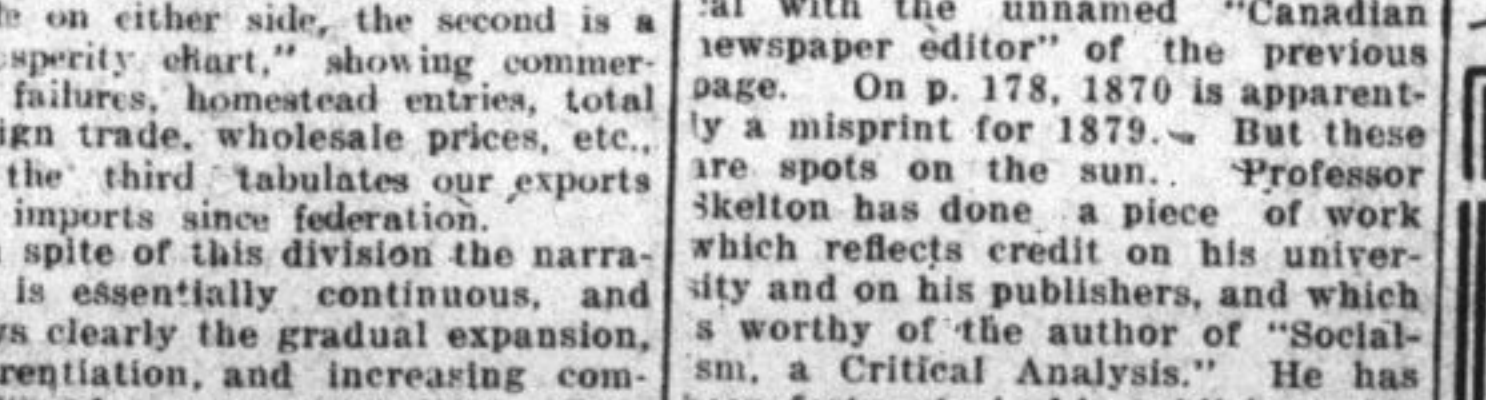 on either side, the second is a
sperity chart," showing commer-
failures, homestead entries, total
ign trade, wholesale prices, etc.,
the third tabulates our exports
imports since federation.
spite of this division the narra-
is essentially continuous, and
s clearly the gradual expansion,
rentiation, and increasing com-
al with the unnamed "Canadian
newspaper editor" of the previous
page. On p. 178, 1870 is apparent-
ly a misprint for 1879. But these
are spots on the sun. Professor
Skelton has done a piece of work
which reflects credit on his univer-
sity and on his publishers, and which
s worthy of the author of "Social-
sm, a Critical Analysis." He has